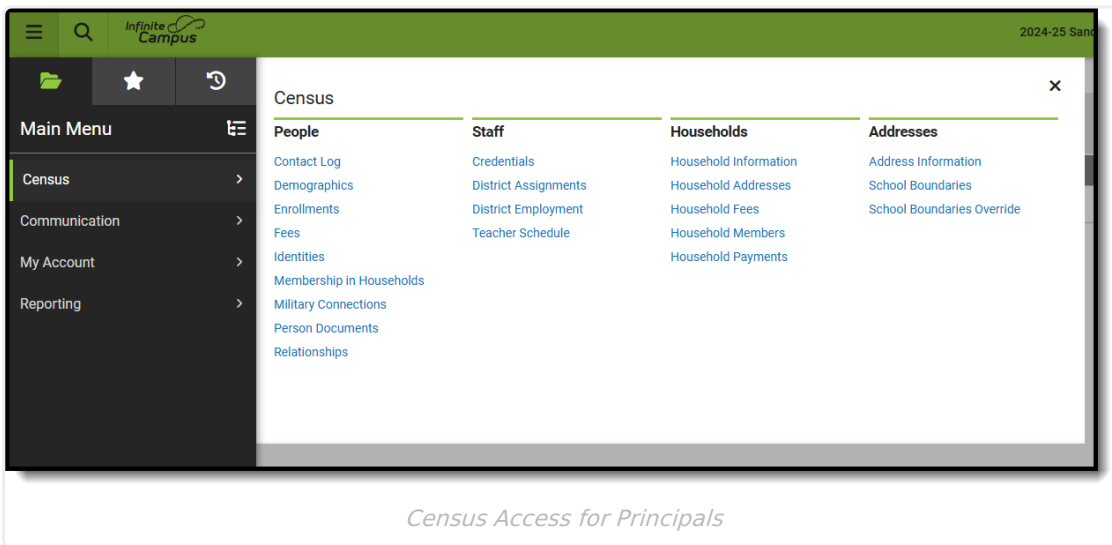 Infinite Campus
2024-25 Sand
Main Menu
Census
Communication
My Account
Reporting
Census
People
Contact Log
Demographics
Enrollments
Fees
Identities
Membership in Households
Military Connections
Person Documents
Relationships
Staff
Credentials
District Assignments
District Employment
Teacher Schedule
Households
Household Information
Household Addresses
Household Fees
Household Members
Household Payments
Addresses
Address Information
School Boundaries
School Boundaries Override
Census Access for Principals